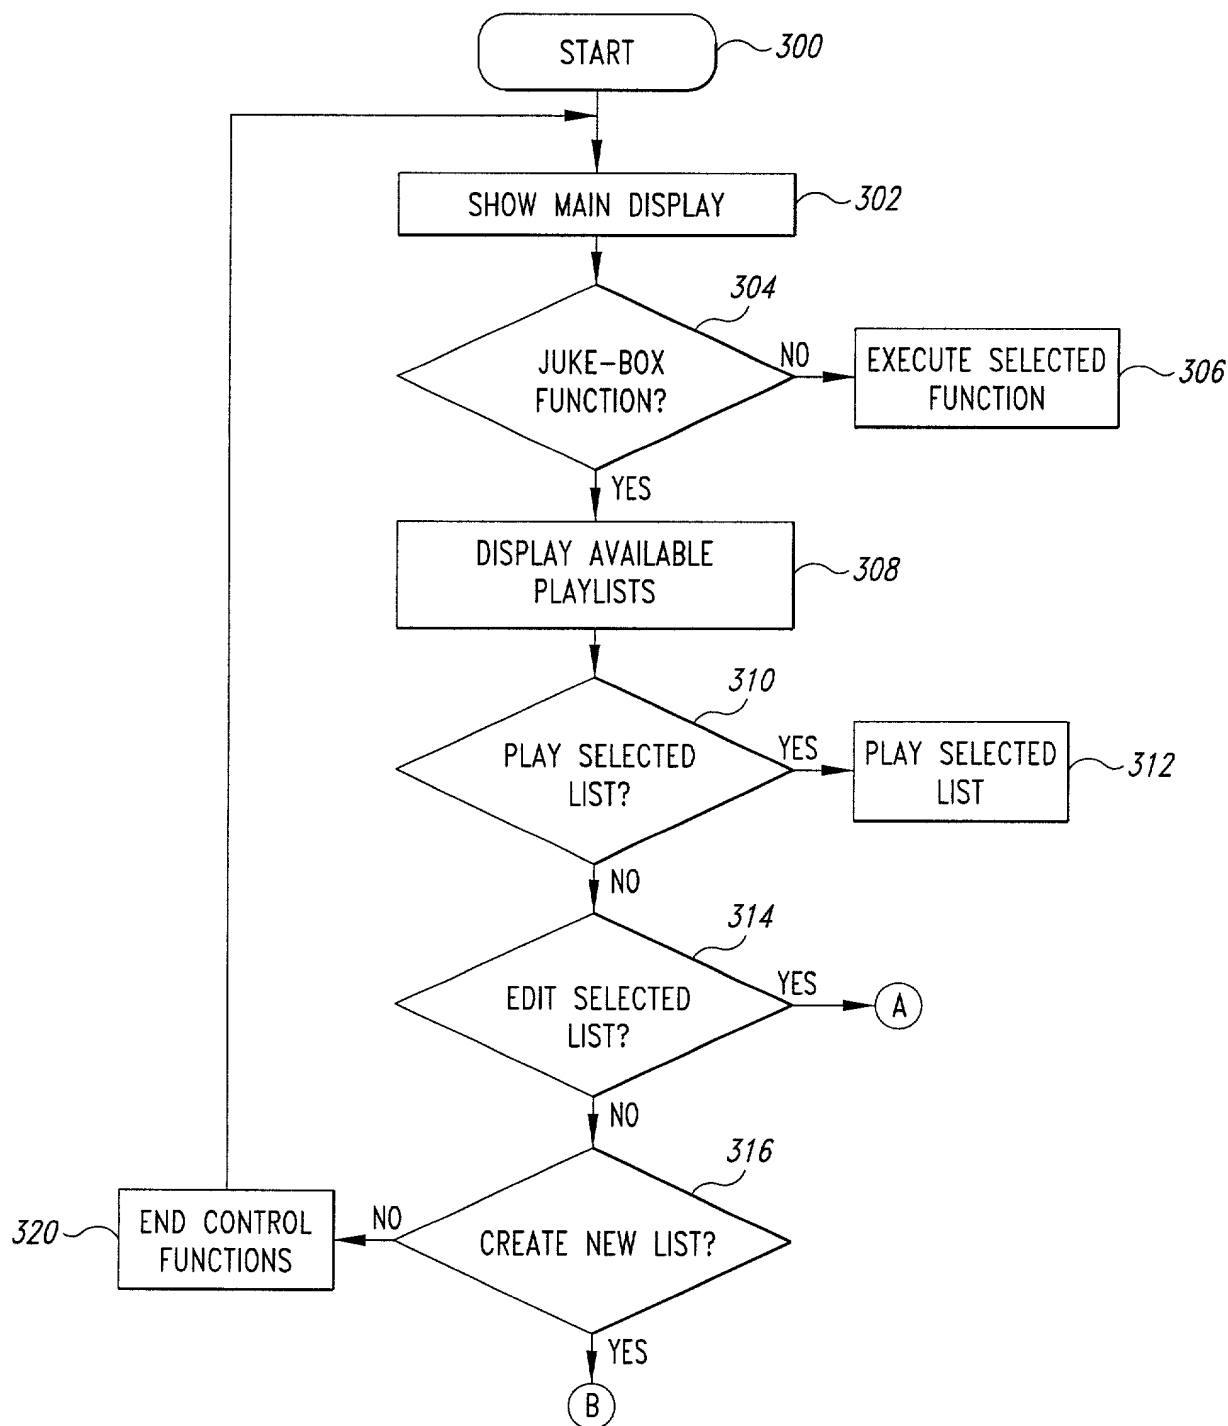 START
300
SHOW MAIN DISPLAY
302
304
JUKE-BOX
FUNCTION?
NO
EXECUTE SELECTED
FUNCTION
306
YES
DISPLAY AVAILABLE
PLAYLISTS
308
310
PLAY SELECTED
LIST?
YES
PLAY SELECTED
LIST
312
NO
314
EDIT SELECTED
LIST?
YES
A
NO
316
CREATE NEW LIST?
NO
END CONTROL
FUNCTIONS
320
YES
B